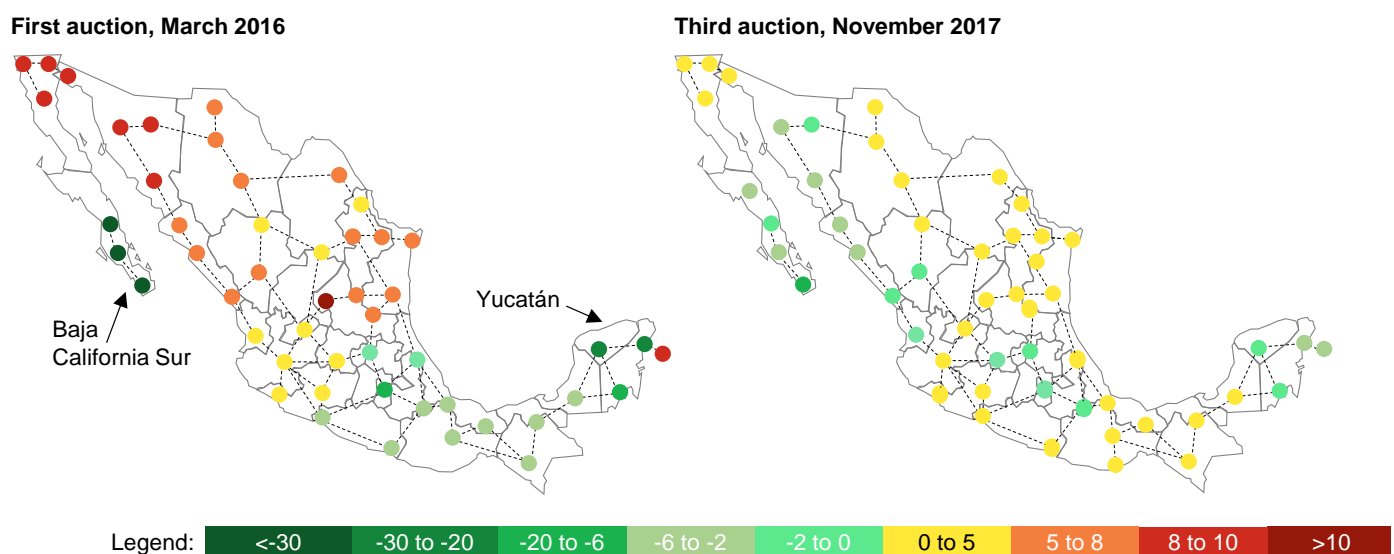 First auction, March 2016
Third auction, November 2017
Yucatán
Baja
California Sur
Legend: <-30 -30 to -20 -20 to -6 -6 to -2 -2 to 0 0 to 5 5 to 8 8 to 10 >10